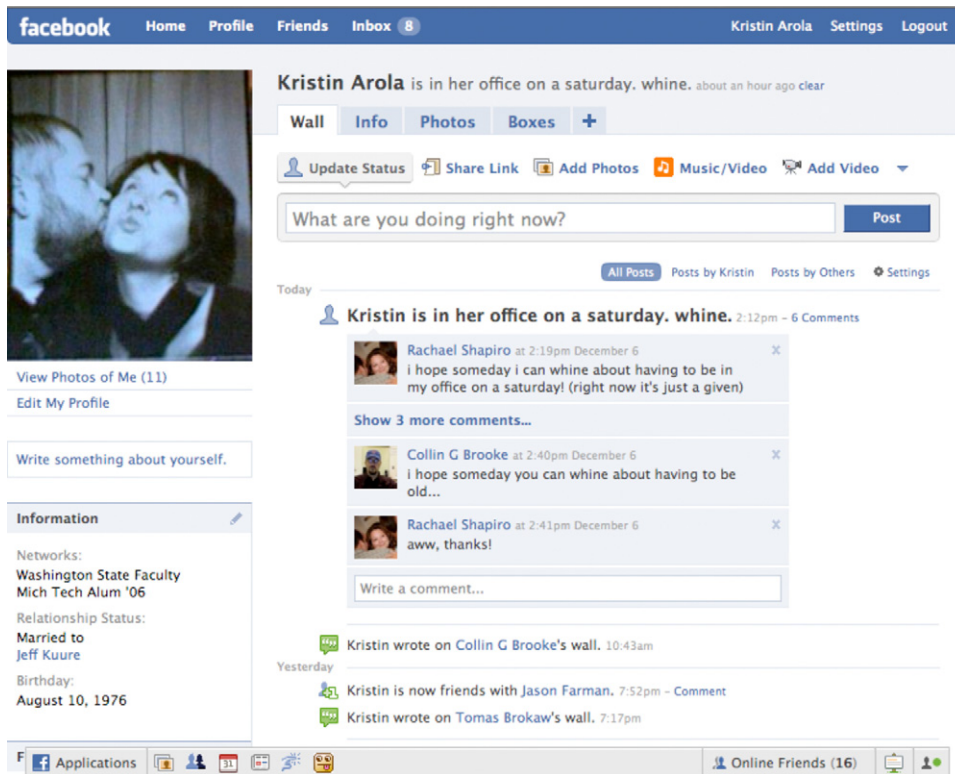 facebook Home Profile Friends Inbox 8 Kristin Arola Settings Logout
Kristin Arola is in her office on a saturday. whine. about an hour ago clear
Wall Info Photos Boxes +
Update Status Share Link Add Photos Music/Video Add Video
What are you doing right now? Post
All Posts Posts by Kristin Posts by Others Settings
Today
Kristin is in her office on a saturday. whine. 2:12pm – 6 Comments
Rachael Shapiro at 2:19pm December 6 x
i hope someday i can whine about having to be in
my office on a saturday! (right now it's just a given)
Show 3 more comments...
Collin G Brooke at 2:40pm December 6 x
i hope someday you can whine about having to be
old...
Rachael Shapiro at 2:41pm December 6 x
aww, thanks!
Write a comment...
Kristin wrote on Collin G Brooke's wall. 10:43am
Yesterday
Kristin is now friends with Jason Farman. 7:52pm – Comment
Kristin wrote on Tomas Brokaw's wall. 7:17pm
View Photos of Me (11)
Edit My Profile
Write something about yourself.
Information
Networks:
Washington State Faculty
Mich Tech Alum '06
Relationship Status:
Married to
Jeff Kuure
Birthday:
August 10, 1976
F
Applications 31 Online Friends (16)